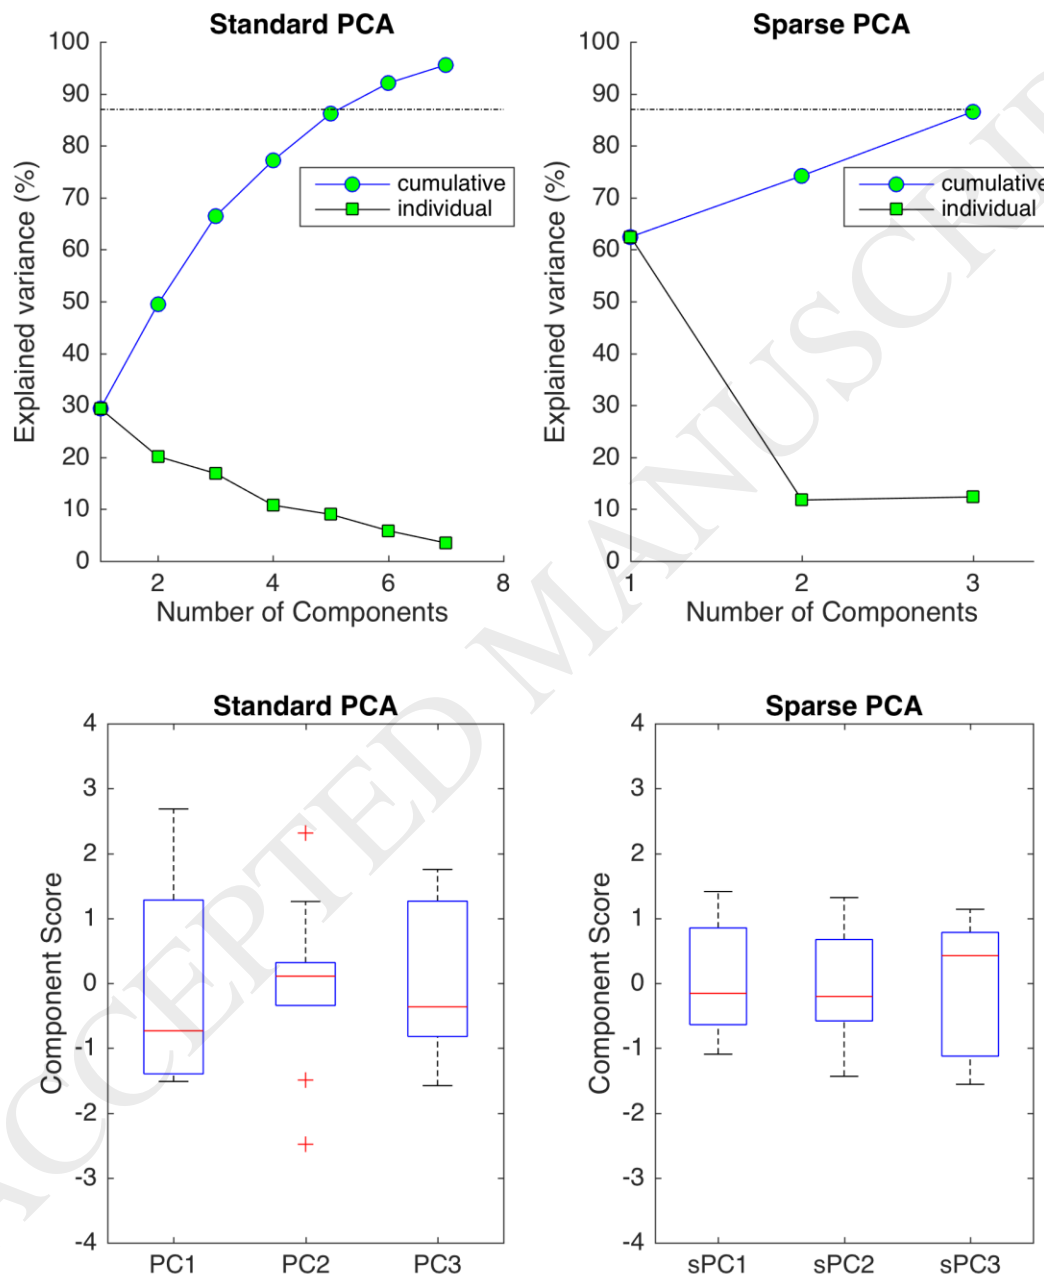 Standard PCA
100
90
80
70
60
50
40
30
20
10
0
Explained variance (%)
cumulative
individual
2
4
6
8
Number of Components
Sparse PCA
100
90
80
70
60
50
40
30
20
10
0
Explained variance (%)
cumulative
individual
1
2
3
Number of Components
Standard PCA
4
3
2
1
0
-1
-2
-3
-4
Component Score
PC1
PC2
PC3
Sparse PCA
4
3
2
1
0
-1
-2
-3
-4
Component Score
sPC1
sPC2
sPC3
ACCEPTED MANUSCRIP